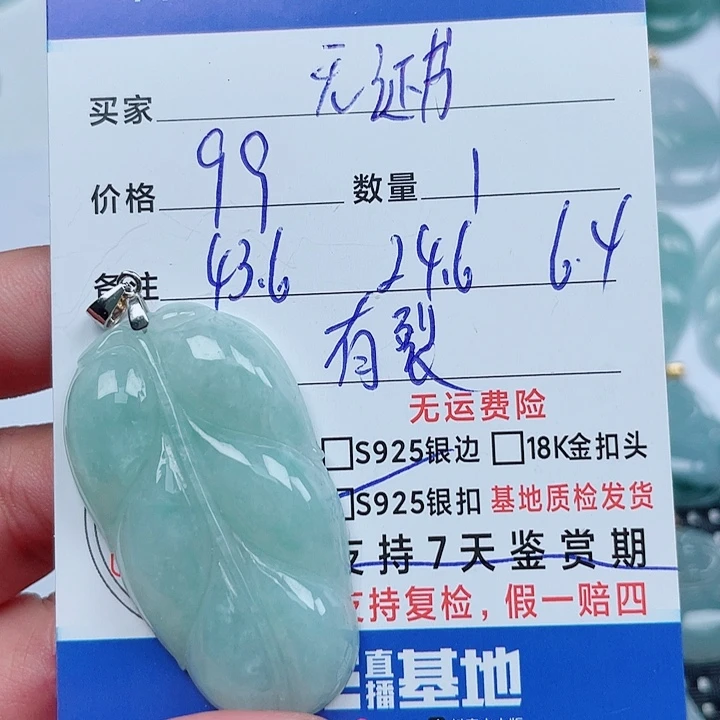 买家 无证书
价格 99 数量 1
备注 43.6 24.6 6.4
有裂
无运费险
S925银边 18K金扣头
S925银扣 基地质检发货
支持7天鉴赏期
支持复检，假一赔四
直播基地